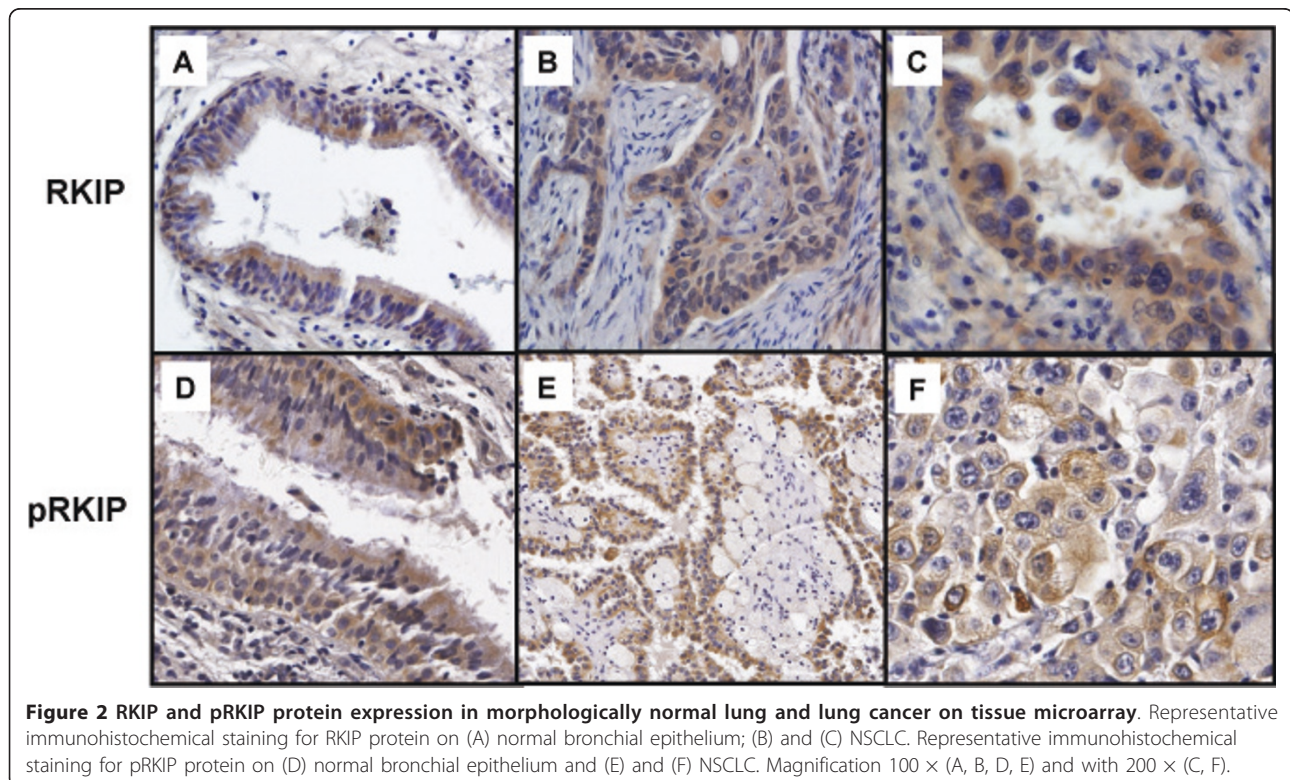 A
B
C
RKIP
D
E
F
pRKIP
Figure 2 RKIP and pRKIP protein expression in morphologically normal lung and lung cancer on tissue microarray. Representative
immunohistochemical staining for RKIP protein on (A) normal bronchial epithelium; (B) and (C) NSCLC. Representative immunohistochemical
staining for pRKIP protein on (D) normal bronchial epithelium and (E) and (F) NSCLC. Magnification 100 × (A, B, D, E) and with 200 × (C, F).